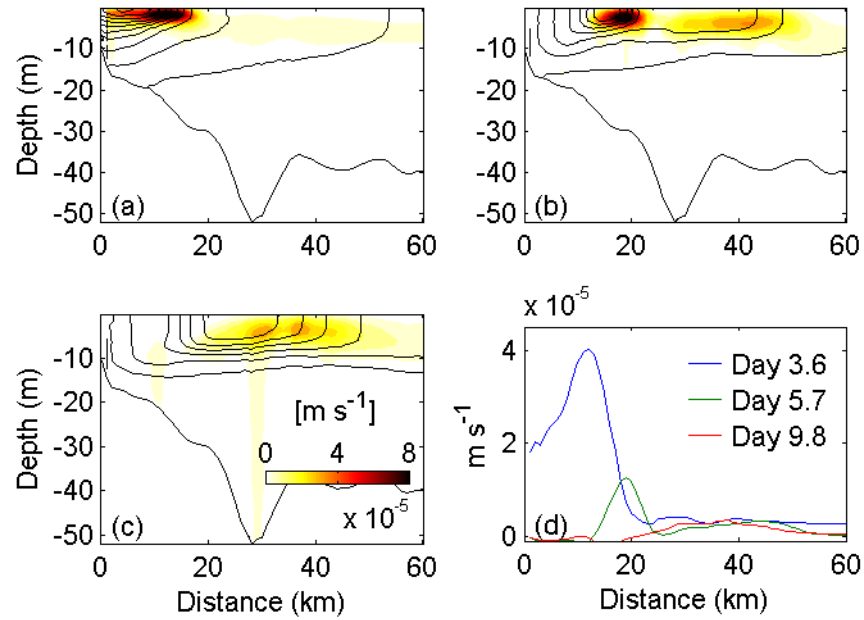 -10
-20
-30
-40
-50
Depth (m)
(a)
0 20 40 60
km
-10
-20
-30
-40
-50
(b)
0 20 40 60
km
-10
-20
-30
-40
-50
Depth (m)
(c)
[m s⁻¹]
0 4 8
x 10⁻⁵
0 20 40 60
Distance (km)
x 10⁻⁵
4
2
0
m s⁻¹
Day 3.6
Day 5.7
Day 9.8
(d)
0 20 40 60
Distance (km)